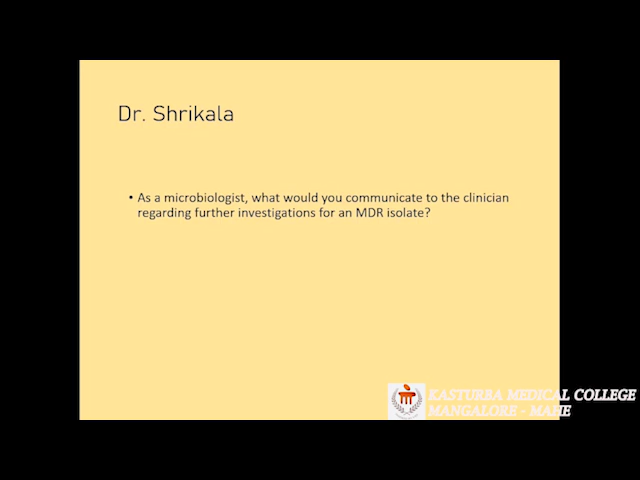 Dr. Shrikala
• As a microbiologist, what would you communicate to the clinician
regarding further investigations for an MDR isolate?
KASTURBA MEDICAL COLLEGE
MANGALORE - MAHE